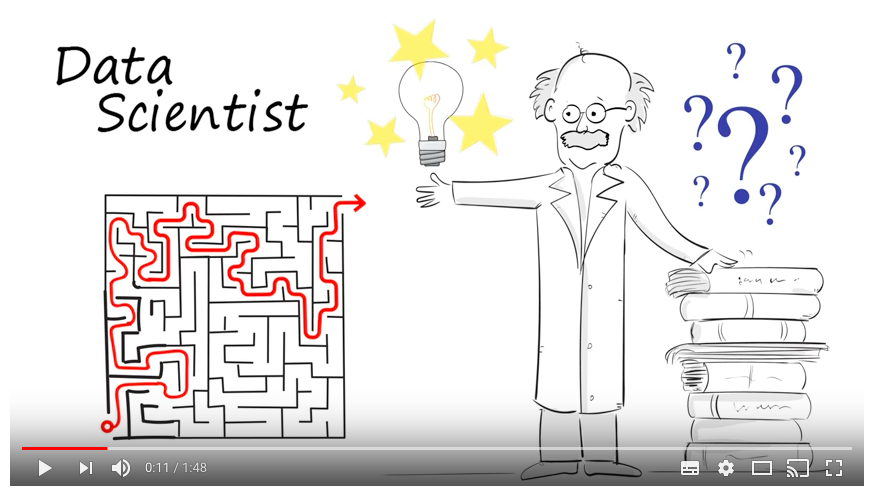 Data
Scientist
? ? ? ? ? ? ?
0:11 / 1:48